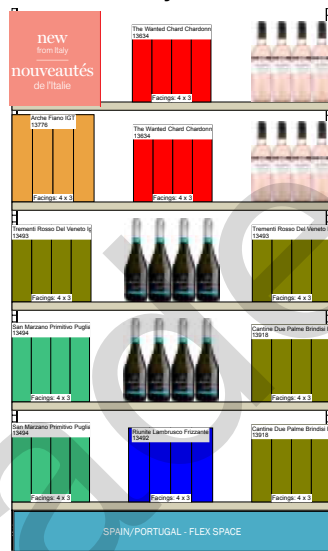 new
from Italy
nouveautés
de l'Italie
The Wanted Chard Chardonn
13634
Facings: 4 x 3
Arche Fiano IGT
13776
Facings: 4 x 3
The Wanted Chard Chardonn
13634
Facings: 4 x 3
Trementi Rosso Del Veneto Ig
13493
Facings: 4 x 3
Trementi Rosso Del Veneto I
13493
Facings: 4 x 3
San Marzano Primitivo Puglia
13494
Facings: 4 x 3
Cantine Due Palme Brindisi
13918
Facings: 4 x 3
San Marzano Primitivo Puglia
13494
Facings: 4 x 3
Riunite Lambrusco Frizzante
13492
Facings: 4 x 3
Cantine Due Palme Brindisi
13918
Facings: 4 x 3
SPAIN/PORTUGAL - FLEX SPACE